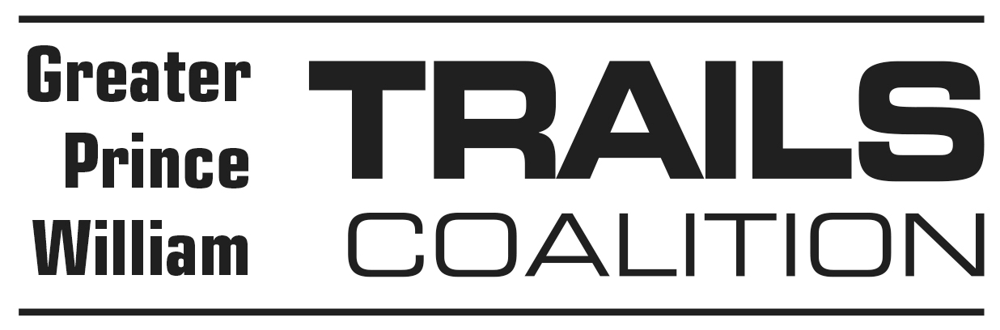 Greater
Prince
William
TRAILS
COALITION